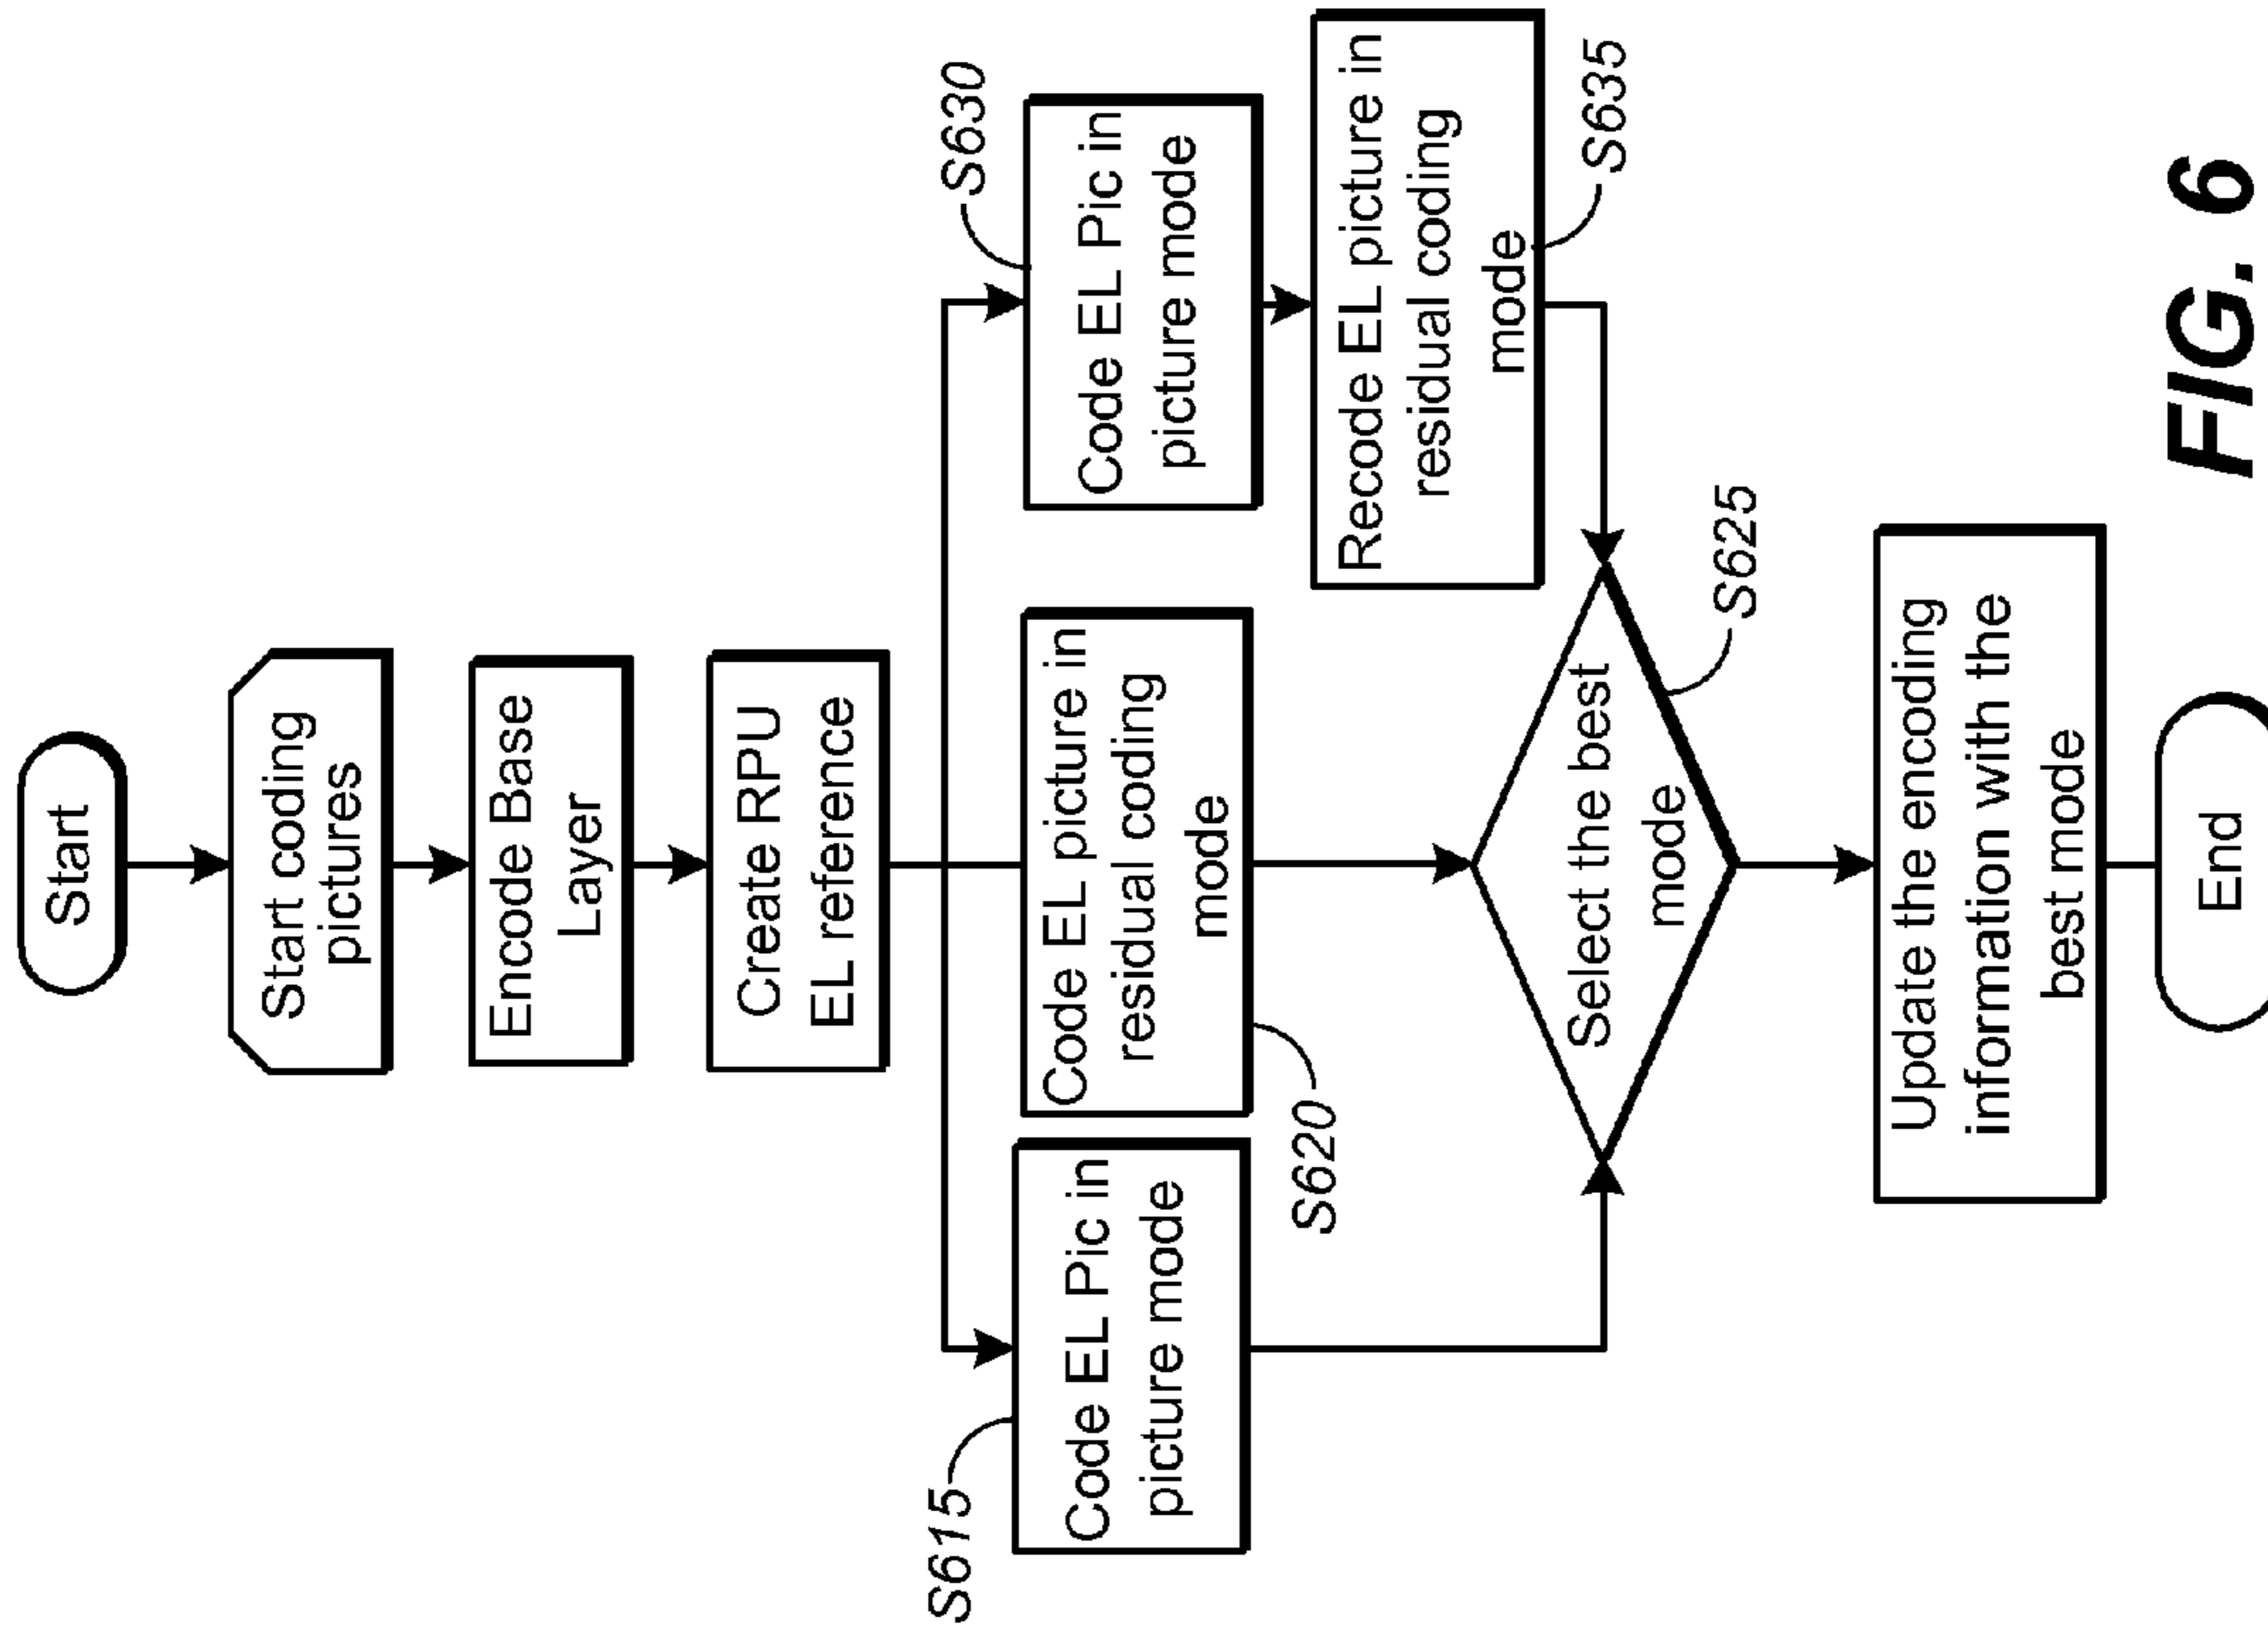 Start
Start coding
pictures
Encode Base
Layer
Create RPU
EL reference
S615
Code EL Pic in
picture mode
Code EL picture in
residual coding
mode
S620
S630
Code EL Pic in
picture mode
Recode EL picture in
residual coding
mode
S635
Select the best
mode
S625
Update the encoding
information with the
best mode
End
FIG. 6